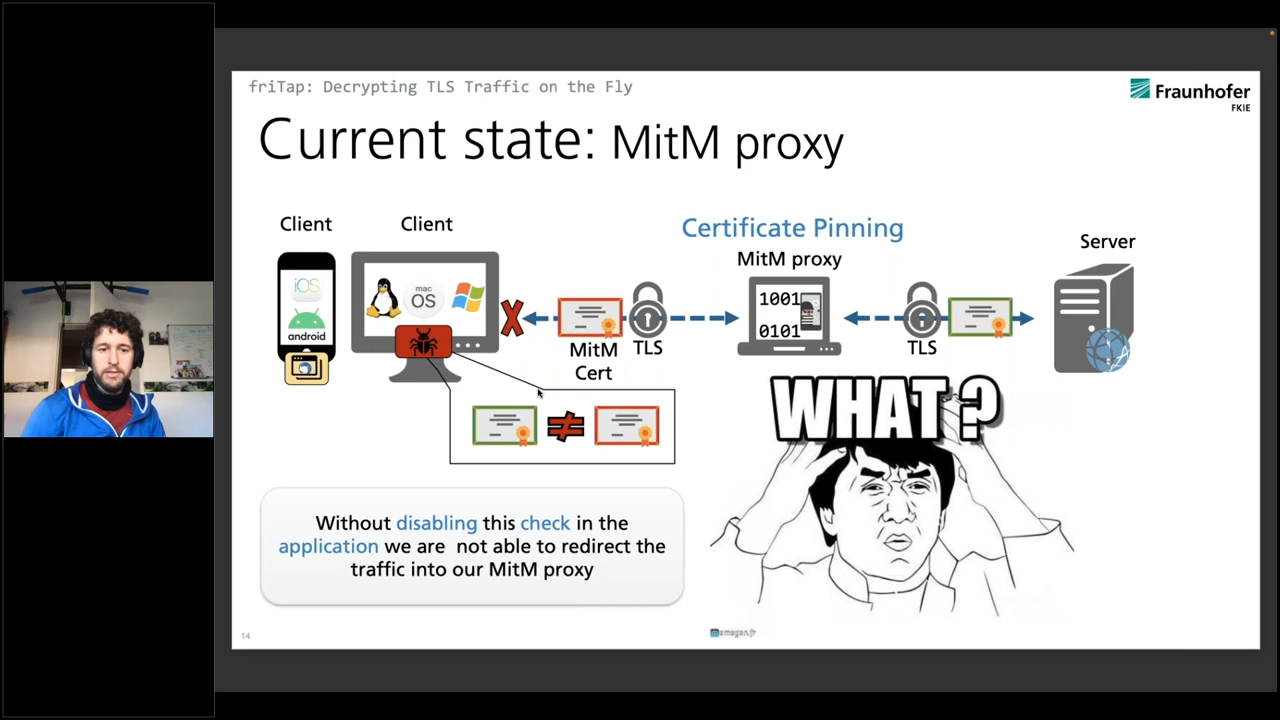 friTap: Decrypting TLS Traffic on the Fly
Fraunhofer
FKIE
Current state: MitM proxy
Client
Client
Certificate Pinning
MitM proxy
Server
iOS
android
mac
OS
1001
0101
MitM
Cert
TLS
TLS
WHAT ?
Without disabling this check in the
application we are not able to redirect the
traffic into our MitM proxy
14